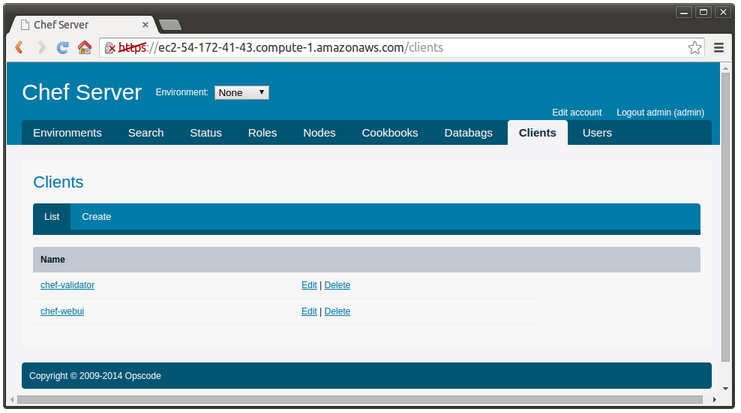 Chef Server
https://ec2-54-172-41-43.compute-1.amazonaws.com/clients
Chef Server Environment: None
Edit account Logout admin (admin)
Environments Search Status Roles Nodes Cookbooks Databags Clients Users
Clients
List Create
Name
chef-validator Edit | Delete
chef-webui Edit | Delete
Copyright © 2009-2014 Opscode